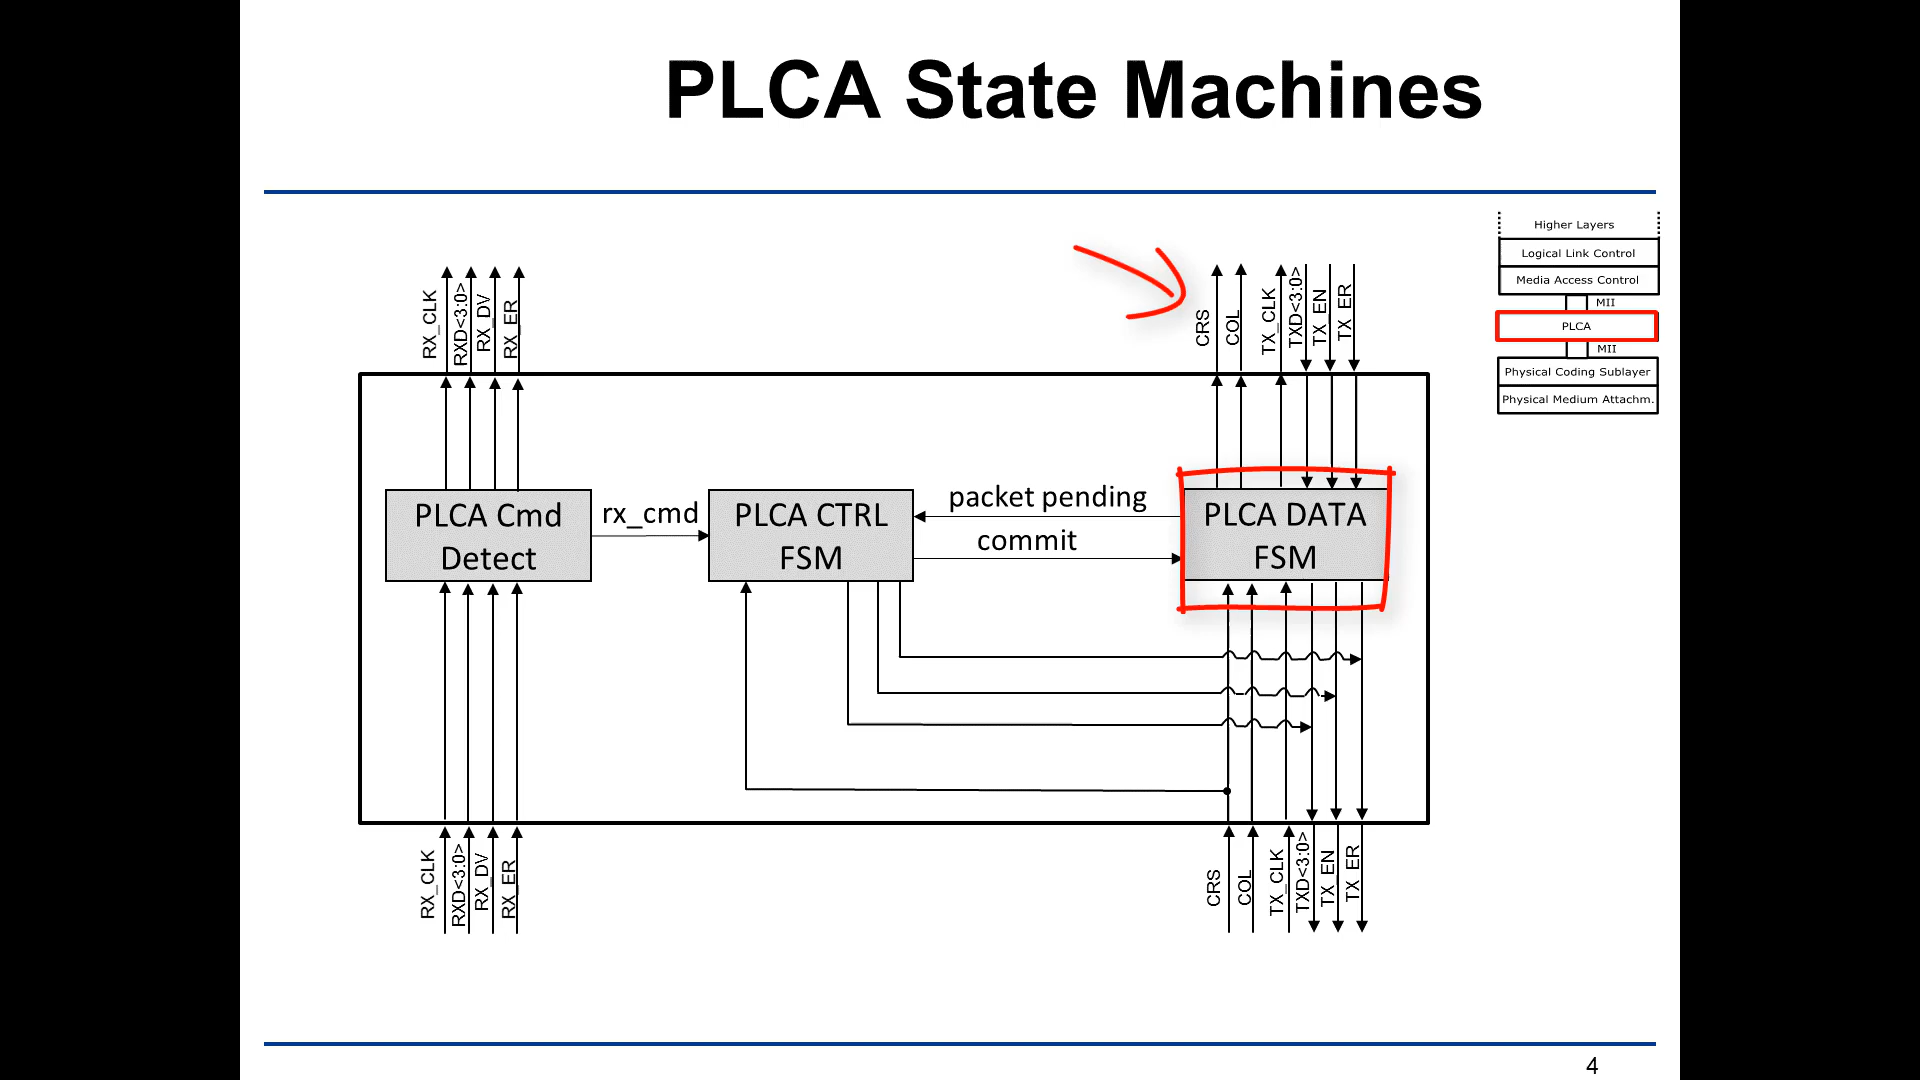 PLCA State Machines
Higher Layers
Logical Link Control
Media Access Control
MII
PLCA
MII
Physical Coding Sublayer
Physical Medium Attachm.
RX_CLK
RXD<3:0>
RX_DV
RX_ER
CRS
COL
TX_CLK
TXD<3:0>
TX_EN
TX_ER
PLCA Cmd
Detect
rx_cmd
PLCA CTRL
FSM
packet pending
commit
PLCA DATA
FSM
RX_CLK
RXD<3:0>
RX_DV
RX_ER
CRS
COL
TX_CLK
TXD<3:0>
TX_EN
TX_ER
4